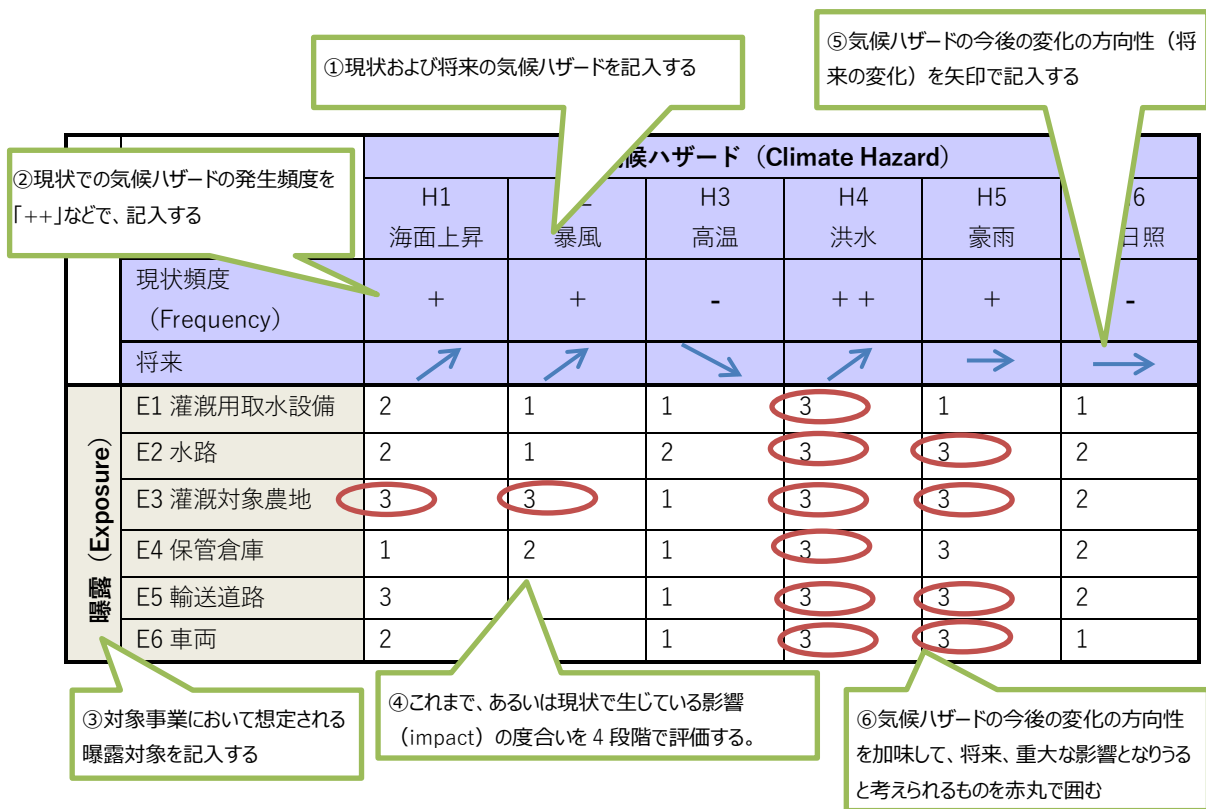 ①現状および将来の気候ハザードを記入する
⑤気候ハザードの今後の変化の方向性（将
来の変化）を矢印で記入する
②現状での気候ハザードの発生頻度を
「++」などで、記入する
候ハザード（Climate Hazard）
H1
海面上昇
暴風
H3
高温
H4
洪水
H5
豪雨
6
日照
現状頻度
（Frequency）
+ + - + + + -
将来 ↗ ↗ ↘ ↗ → →
曝露（Exposure）
E1 灌漑用取水設備 2 1 1 3 1 1
E2 水路 2 1 2 3 3 2
E3 灌漑対象農地 3 3 1 3 3 2
E4 保管倉庫 1 2 1 3 3 2
E5 輸送道路 3 1 3 3 2
E6 車両 2 1 3 3 1
③対象事業において想定される
曝露対象を記入する
④これまで、あるいは現状で生じている影響
（impact）の度合いを 4 段階で評価する。
⑥気候ハザードの今後の変化の方向性
を加味して、将来、重大な影響となりうる
と考えられるものを赤丸で囲む